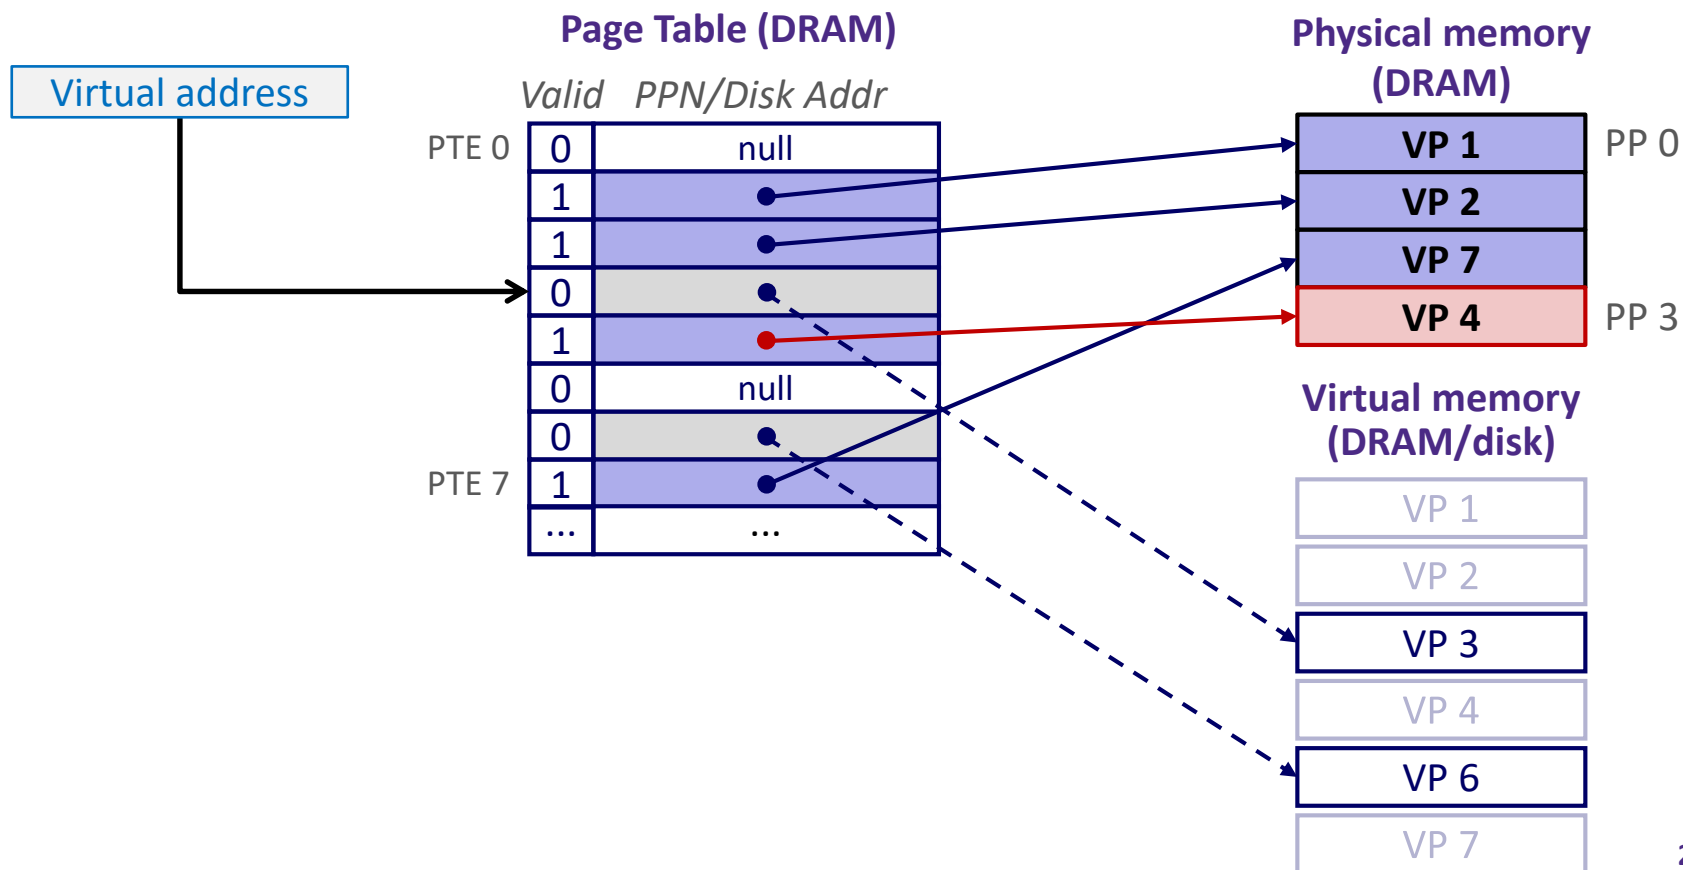 Page Table (DRAM)
Physical memory
(DRAM)
Virtual address
Valid PPN/Disk Addr
PTE 0 0 null
1
1
0
1
0 null
0
PTE 7 1
... ...
VP 1 PP 0
VP 2
VP 7
VP 4 PP 3
Virtual memory
(DRAM/disk)
VP 1
VP 2
VP 3
VP 4
VP 6
VP 7